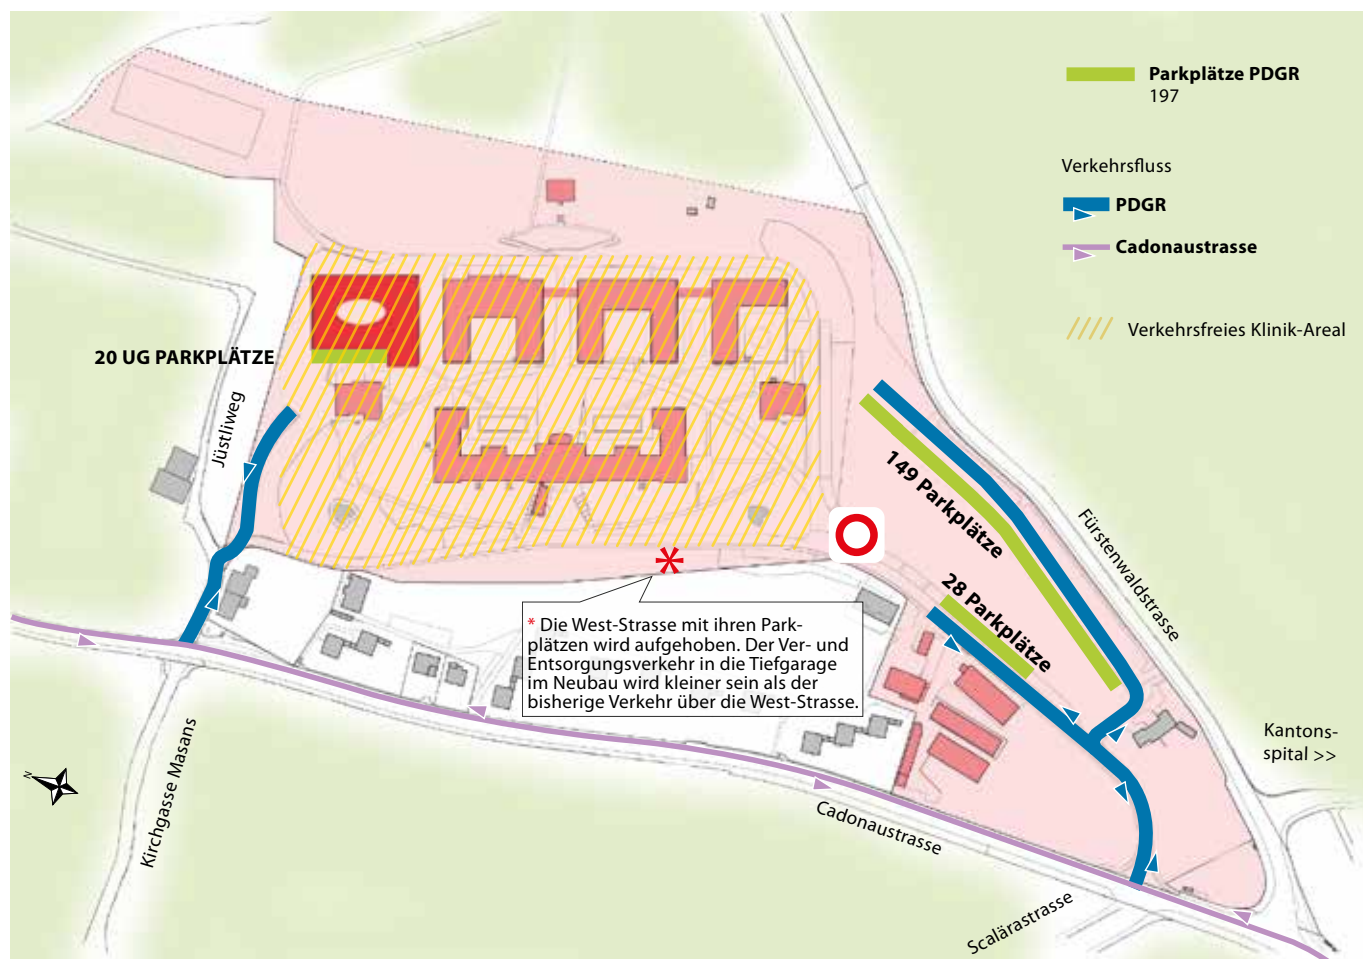 Parkplätze PDGR
197
Verkehrsfluss
PDGR
Cadonaustrasse
Verkehrsfreies Klinik-Areal
20 UG PARKPLÄTZE
Jüstliweg
149 Parkplätze
Fürstenwaldstrasse
28 Parkplätze
* Die West-Strasse mit ihren Park-
plätzen wird aufgehoben. Der Ver- und
Entsorgungsverkehr in die Tiefgarage
im Neubau wird kleiner sein als der
bisherige Verkehr über die West-Strasse.
*
Kantons-
spital >>
N
Kirchgasse Masans
Cadonaustrasse
Scalärastrasse